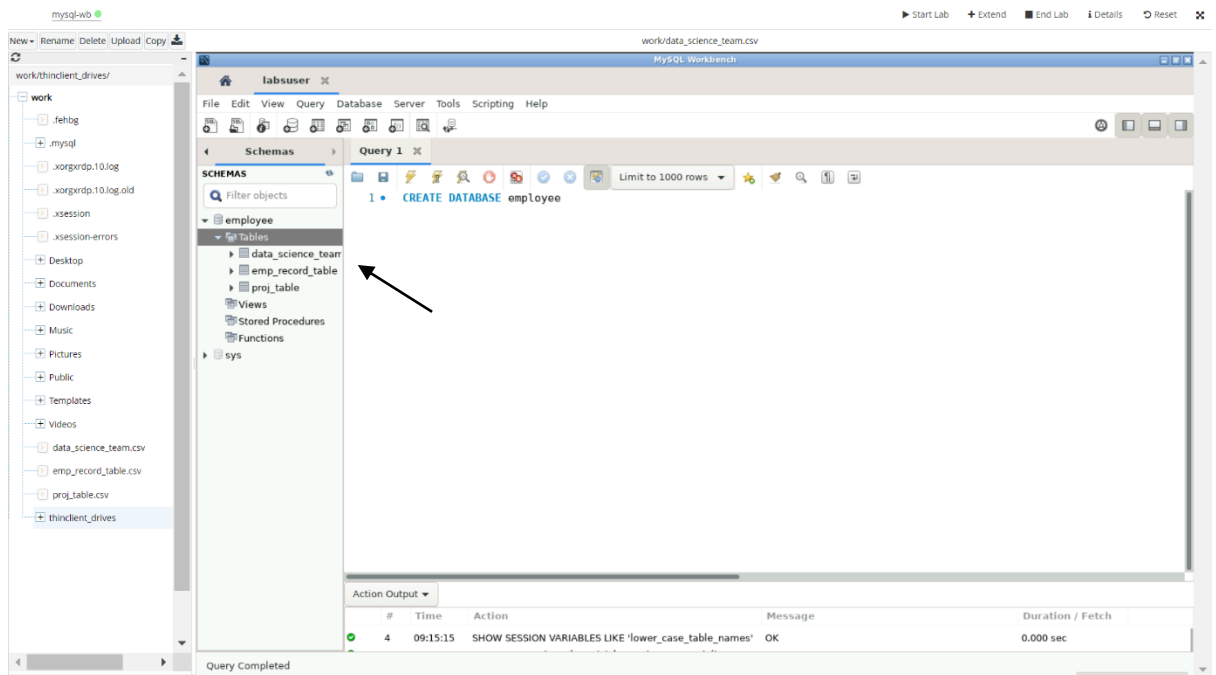 mysql-wb
Start Lab Extend End Lab Details Reset
New Rename Delete Upload Copy
work/data_science_team.csv
work/thinclient_drives/
work
.fehbg
.mysql
.xorgxrdp.10.log
.xorgxrdp.10.log.old
.xsession
.xsession-errors
Desktop
Documents
Downloads
Music
Pictures
Public
Templates
Videos
data_science_team.csv
emp_record_table.csv
proj_table.csv
thinclient_drives
MySQL Workbench
labsuser
File Edit View Query Database Server Tools Scripting Help
Schemas
SCHEMAS
Filter objects
employee
Tables
data_science_team
emp_record_table
proj_table
Views
Stored Procedures
Functions
sys
Query 1
Limit to 1000 rows
1 CREATE DATABASE employee
Action Output
# Time Action Message Duration / Fetch
4 09:15:15 SHOW SESSION VARIABLES LIKE 'lower_case_table_names' OK 0.000 sec
Query Completed